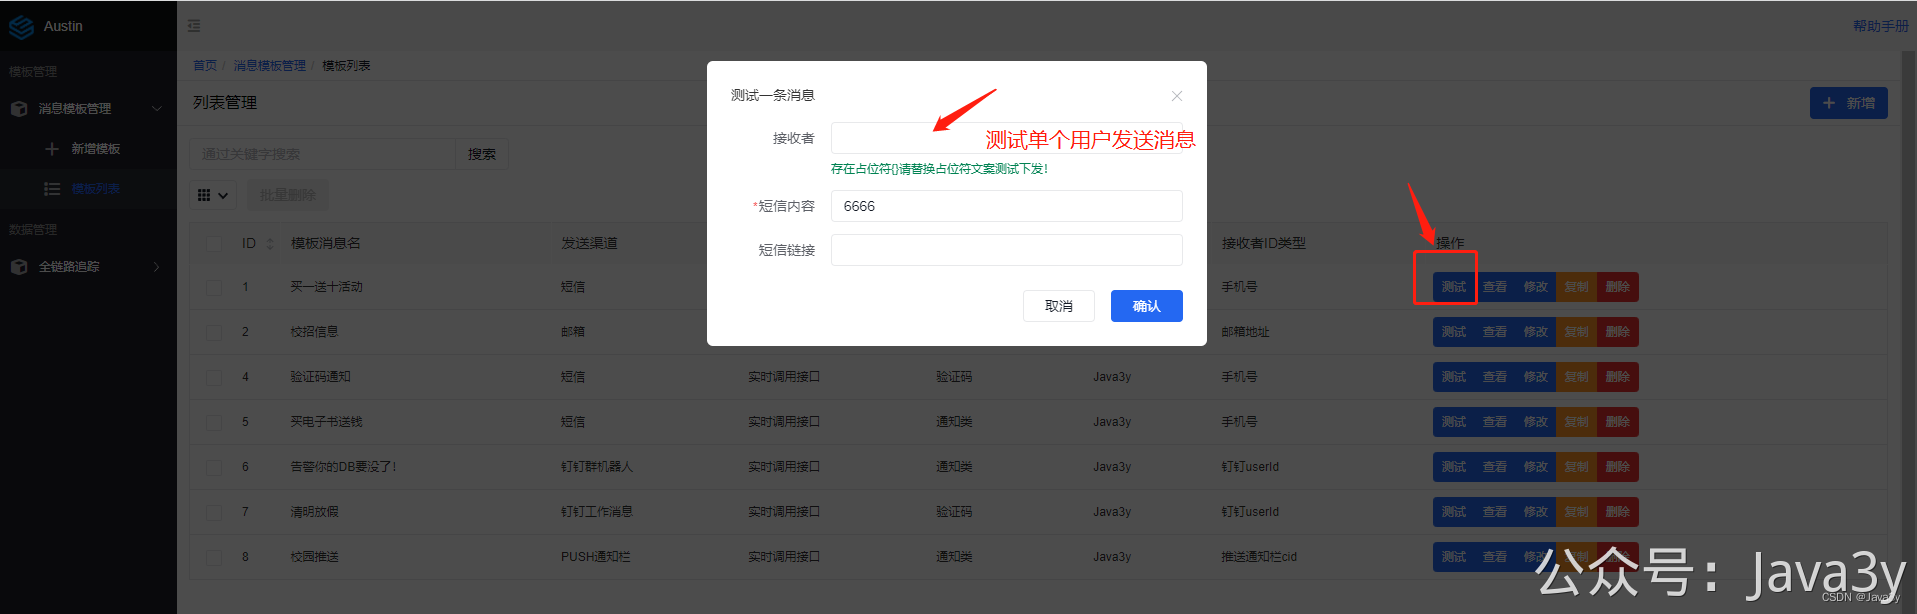 Austin
帮助手册
模板管理
消息模板管理
新增模板
模板列表
数据管理
全链路追踪
首页 / 消息模板管理 / 模板列表
列表管理
+ 新增
通过关键字搜索 搜索
批量删除
测试一条消息
接收者
测试单个用户发送消息
存在占位符{}请替换占位符文案测试下发!
*短信内容 6666
短信链接
取消 确认
ID 模板消息名 发送渠道 接收者ID类型 操作
1 买一送十活动 短信 手机号 测试 查看 修改 复制 删除
2 校招信息 邮箱 邮箱地址 测试 查看 修改 复制 删除
4 验证码通知 短信 实时调用接口 验证码 Java3y 手机号 测试 查看 修改 复制 删除
5 买电子书送钱 短信 实时调用接口 通知类 Java3y 手机号 测试 查看 修改 复制 删除
6 告警你的DB要没了! 钉钉群机器人 实时调用接口 通知类 Java3y 钉钉userId 测试 查看 修改 复制 删除
7 清明放假 钉钉工作消息 实时调用接口 验证码 Java3y 钉钉userId 测试 查看 修改 复制 删除
8 校园推送 PUSH通知栏 实时调用接口 通知类 Java3y 推送通知栏cid 测试 查看 修改 复制 删除
公众号：Java3y
CSDN @Java3y